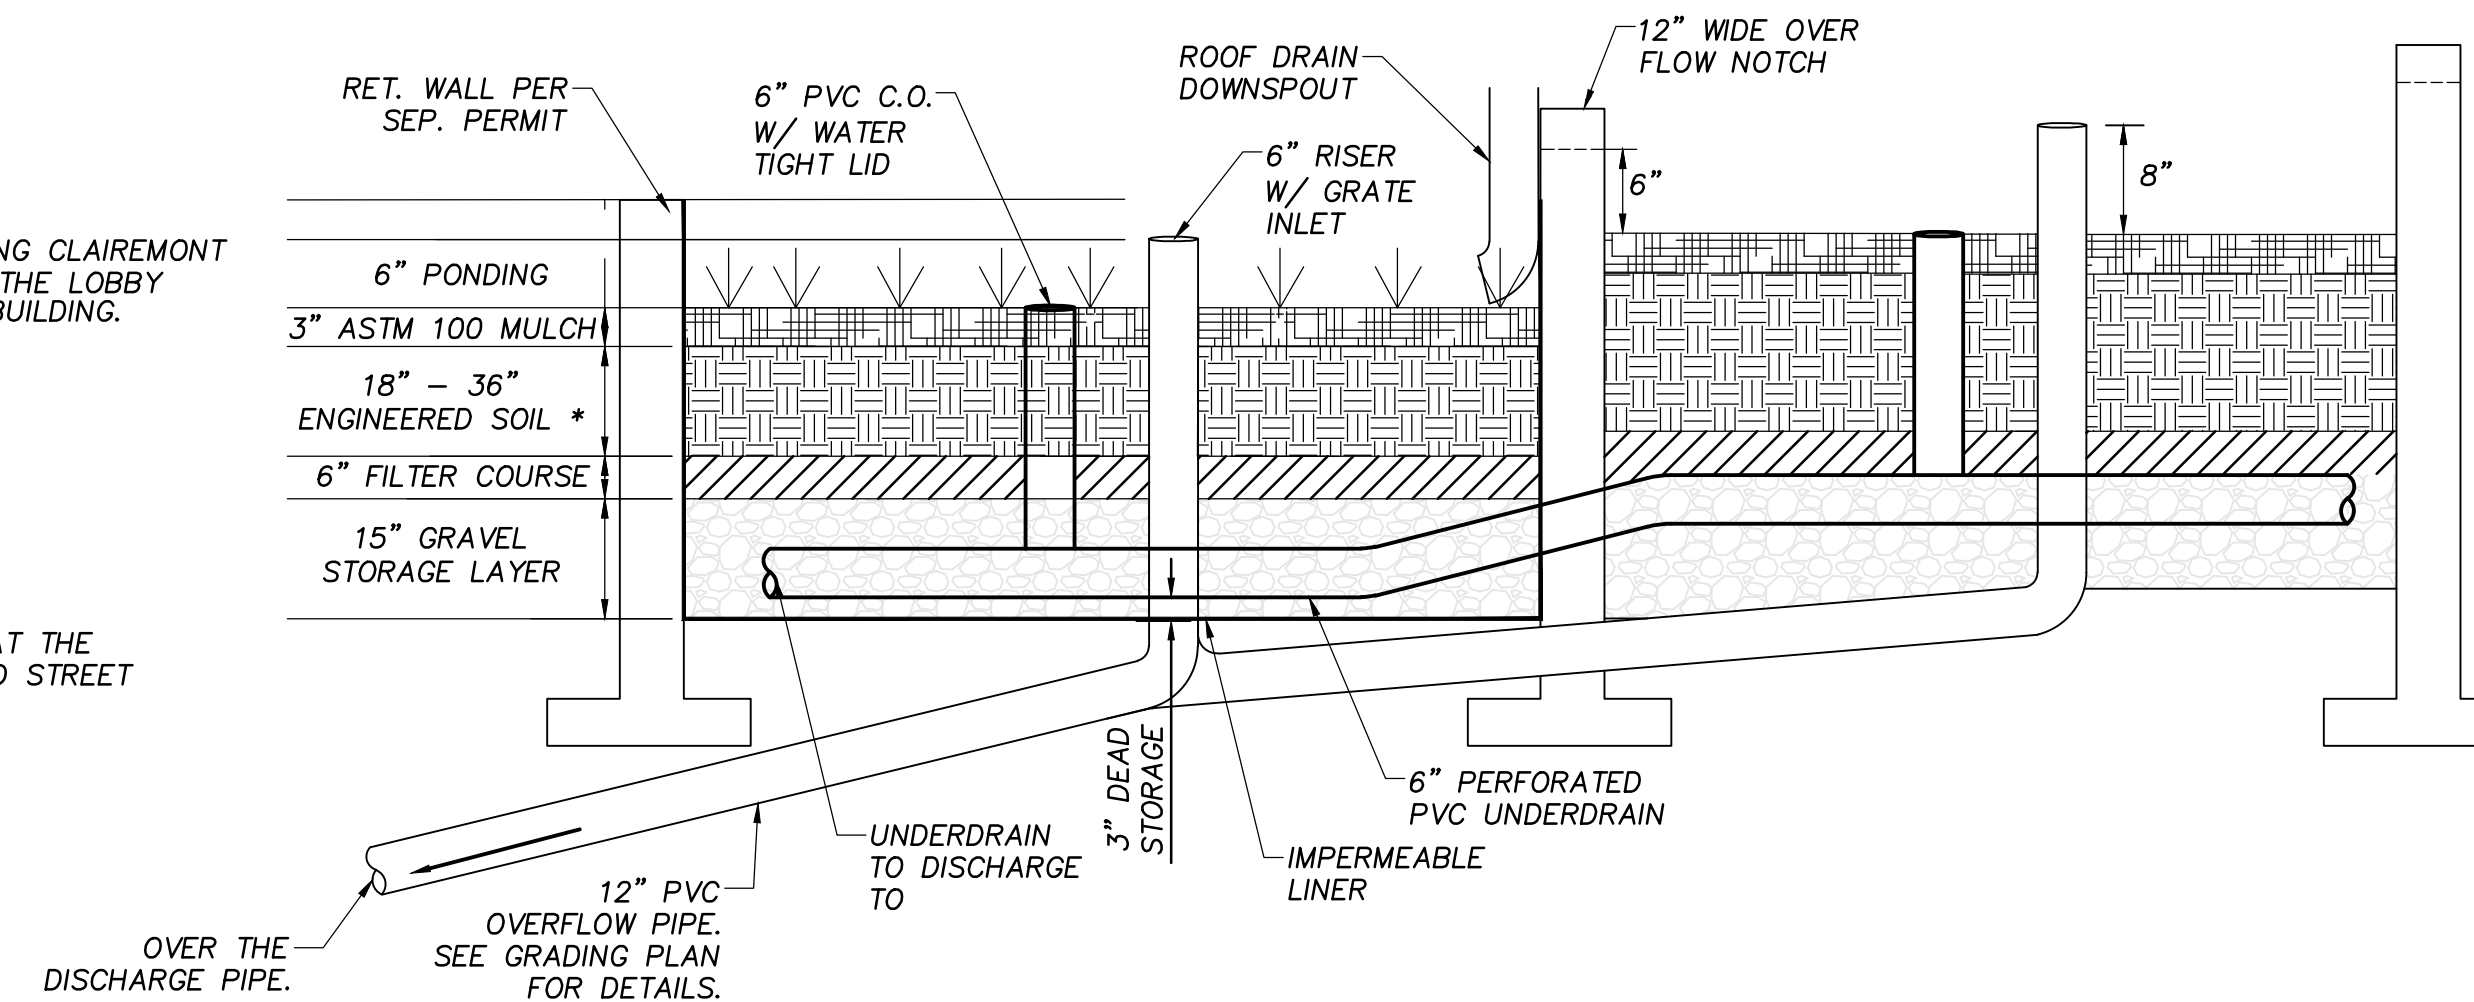 12” WIDE OVER
FLOW NOTCH
ROOF DRAIN
DOWNSPOUT
RET. WALL PER
SEP. PERMIT
6” PVC C.O.
W/ WATER
TIGHT LID
6” RISER
W/ GRATE
INLET
6”
8”
NG CLAIREMONT
THE LOBBY
BUILDING.
6” PONDING
3” ASTM 100 MULCH
18” – 36”
ENGINEERED SOIL *
6” FILTER COURSE
15” GRAVEL
STORAGE LAYER
AT THE
D STREET
3” DEAD
STORAGE
6” PERFORATED
PVC UNDERDRAIN
UNDERDRAIN
TO DISCHARGE
TO
IMPERMEABLE
LINER
12” PVC
OVERFLOW PIPE.
SEE GRADING PLAN
FOR DETAILS.
OVER THE
DISCHARGE PIPE.